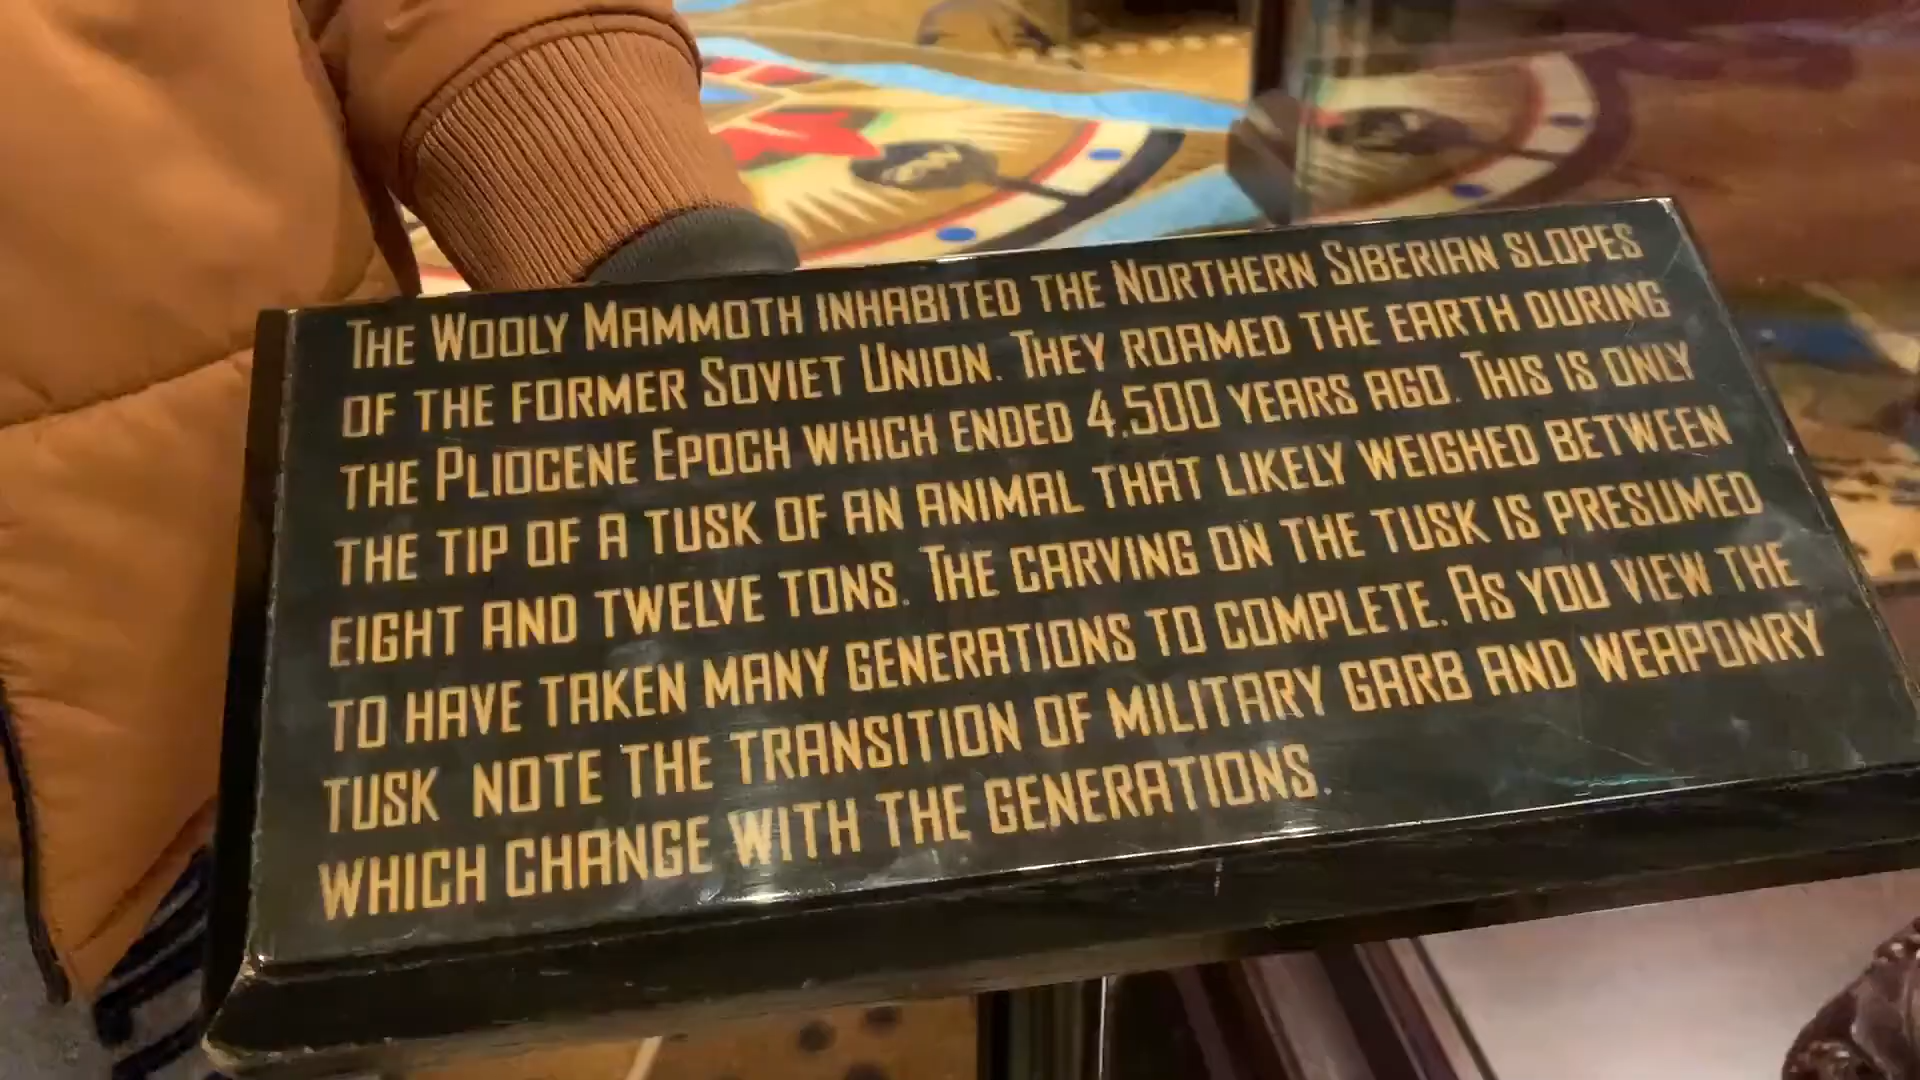 The Wooly Mammoth inhabited the Northern Siberian slopes
of the former Soviet Union. They roamed the earth during
the Pliocene Epoch which ended 4,500 years ago. This is only
the tip of a tusk of an animal that likely weighed between
eight and twelve tons. The carving on the tusk is presumed
to have taken many generations to complete. As you view the
tusk note the transition of military garb and weaponry
which change with the generations.